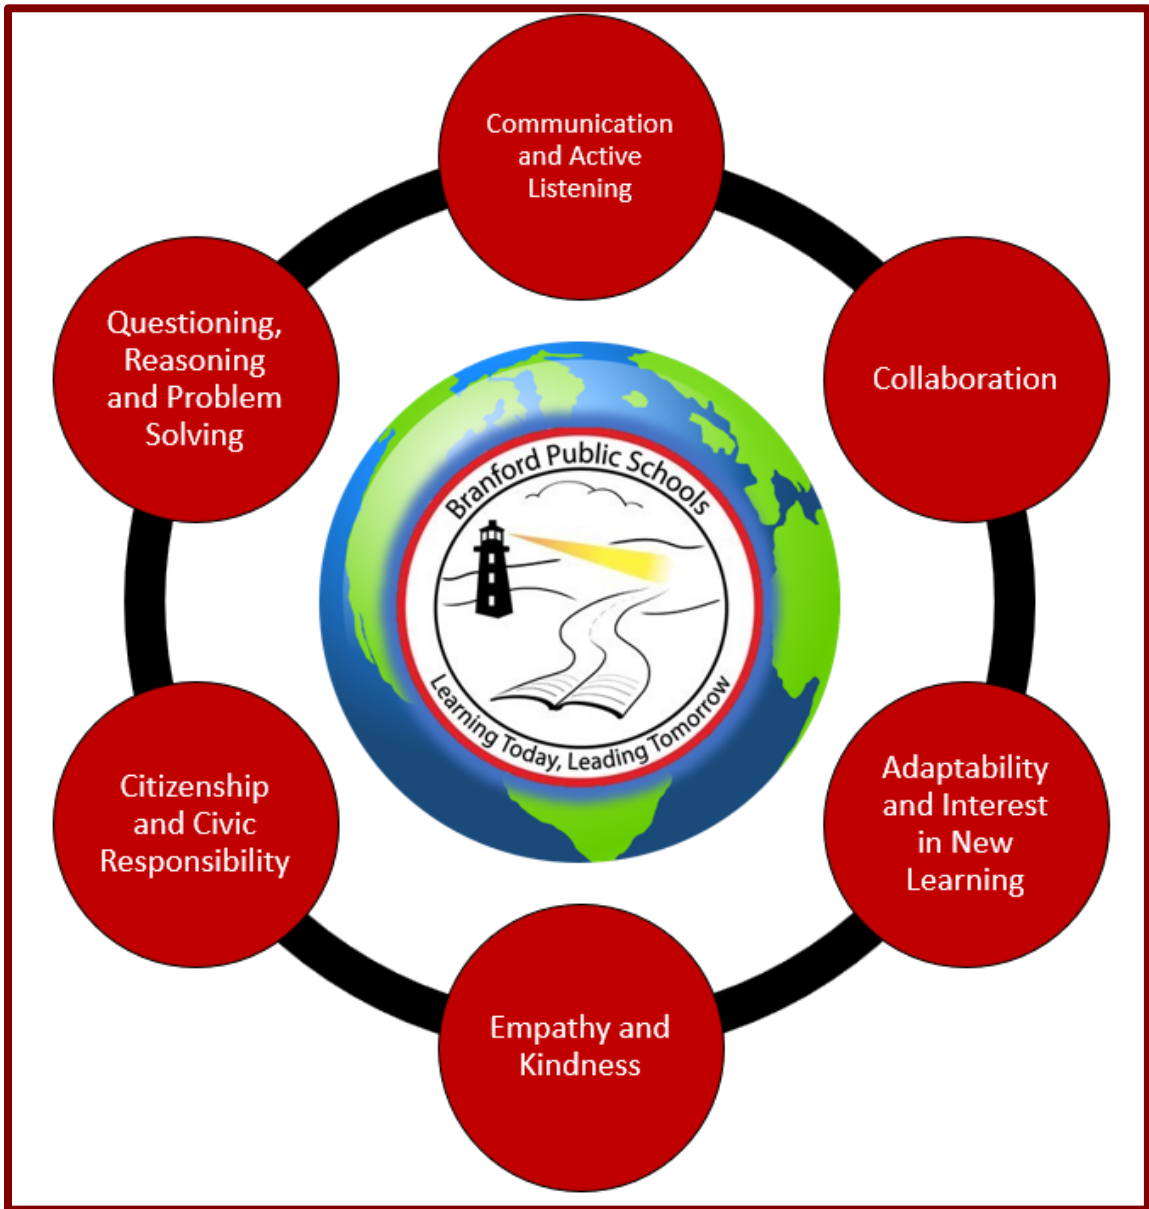 Communication
and Active
Listening
Collaboration
Adaptability
and Interest
in New
Learning
Empathy and
Kindness
Citizenship
and Civic
Responsibility
Questioning,
Reasoning
and Problem
Solving
Branford Public Schools
Learning Today, Leading Tomorrow